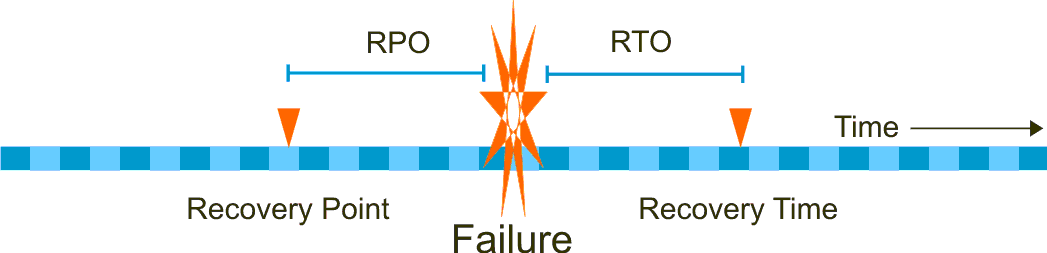 RPO
RTO
Time
Recovery Point
Recovery Time
Failure